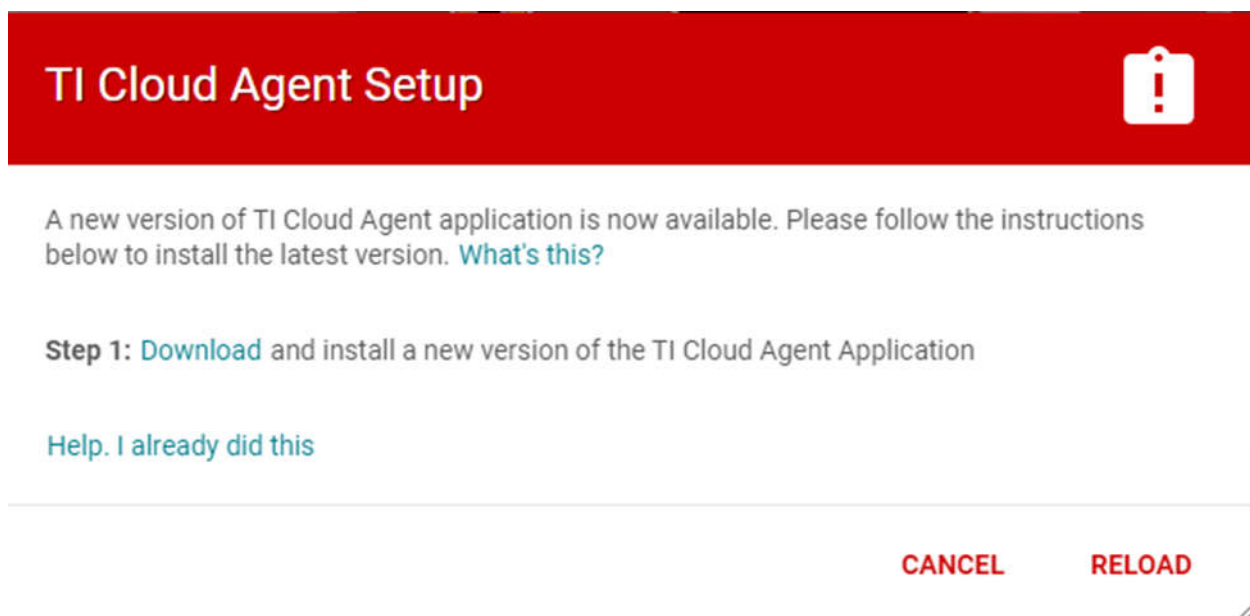 TI Cloud Agent Setup
A new version of TI Cloud Agent application is now available. Please follow the instructions
below to install the latest version. What's this?
Step 1: Download and install a new version of the TI Cloud Agent Application
Help. I already did this
CANCEL RELOAD